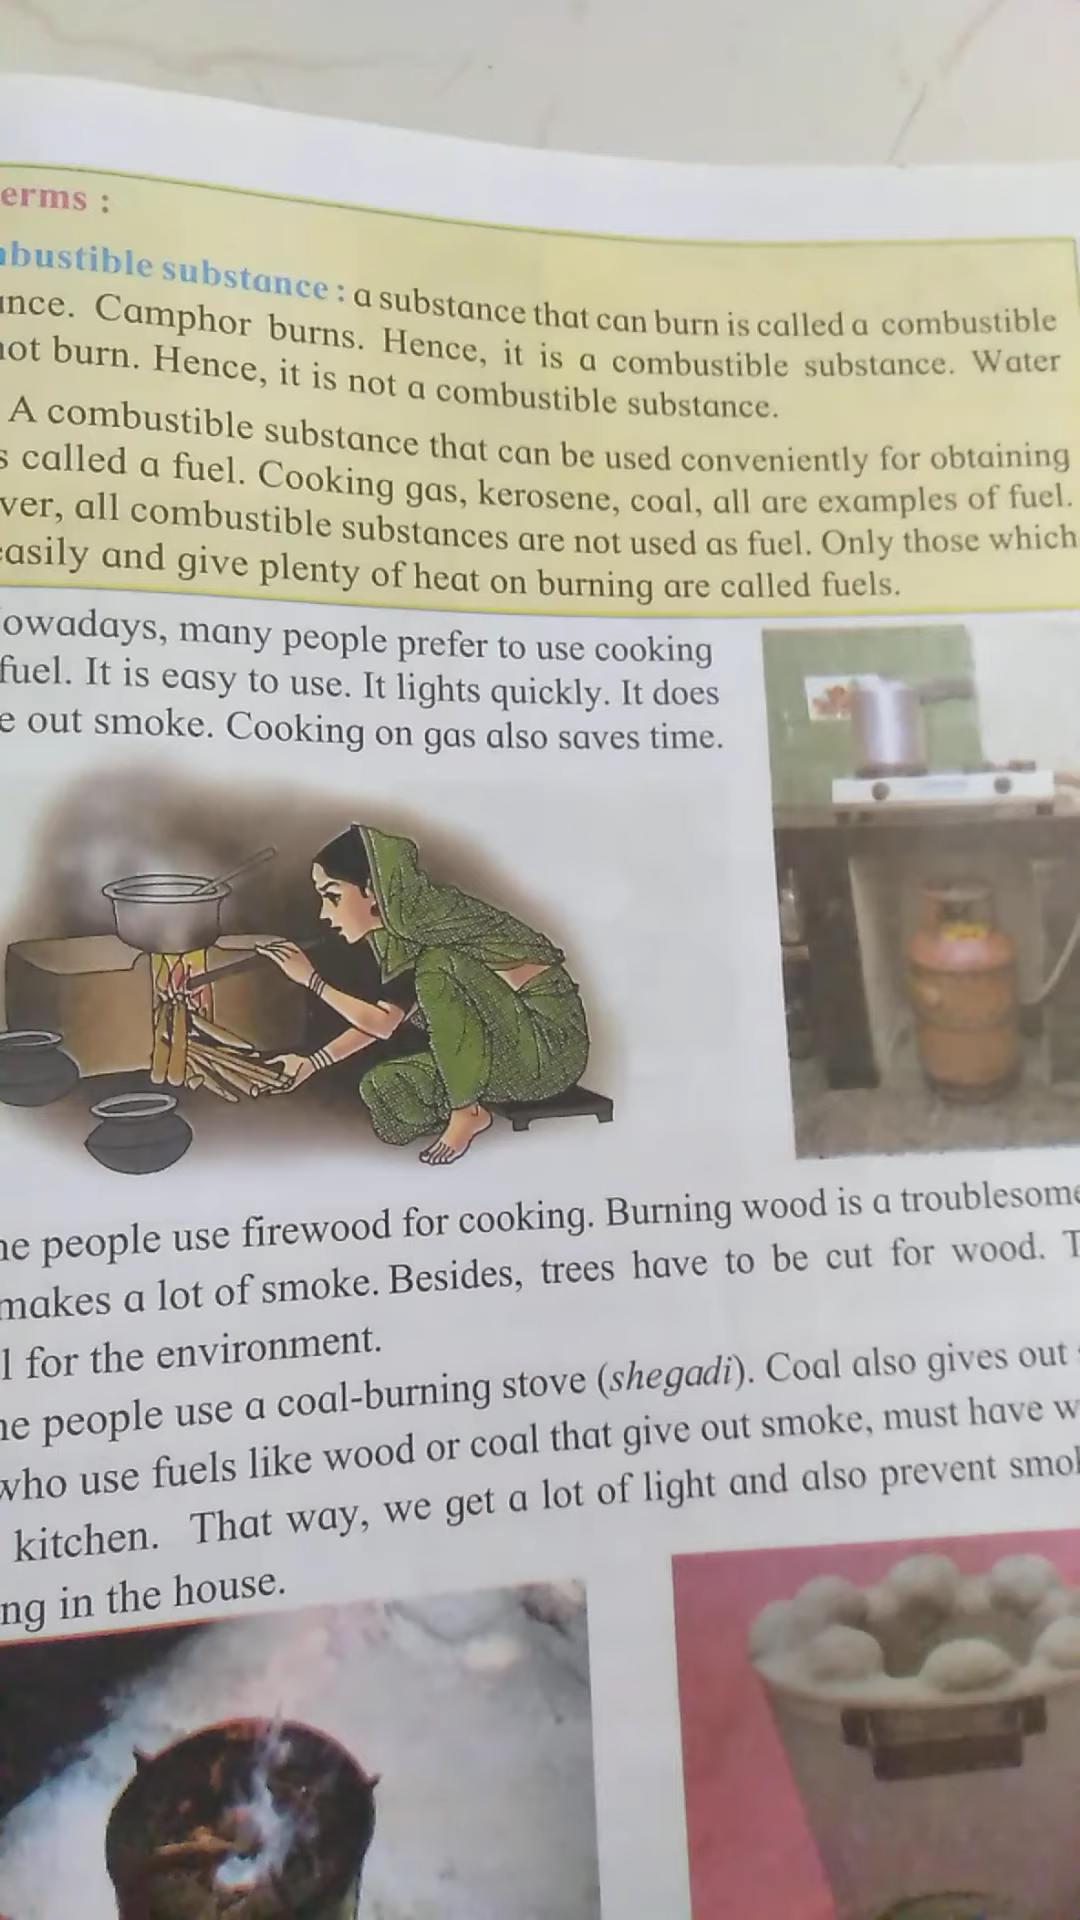 erms :
bustible substance : a substance that can burn is called a combustible
nce. Camphor burns. Hence, it is a combustible substance. Water
not burn. Hence, it is not a combustible substance.
A combustible substance that can be used conveniently for obtaining
s called a fuel. Cooking gas, kerosene, coal, all are examples of fuel.
ver, all combustible substances are not used as fuel. Only those which
easily and give plenty of heat on burning are called fuels.
owadays, many people prefer to use cooking
fuel. It is easy to use. It lights quickly. It does
e out smoke. Cooking on gas also saves time.
ne people use firewood for cooking. Burning wood is a troublesome
makes a lot of smoke. Besides, trees have to be cut for wood. T
l for the environment.
ne people use a coal-burning stove (shegadi). Coal also gives out
who use fuels like wood or coal that give out smoke, must have w
kitchen. That way, we get a lot of light and also prevent smok
ng in the house.